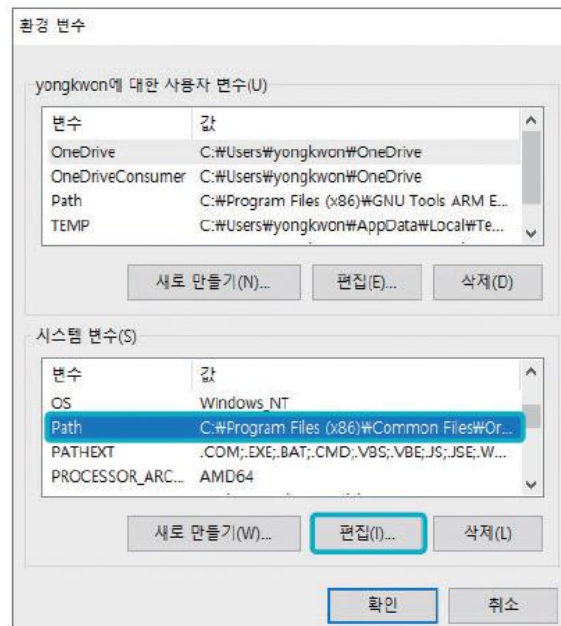 환경 변수
yongkwon에 대한 사용자 변수(U)
변수 값
OneDrive C:₩Users₩yongkwon₩OneDrive
OneDriveConsumer C:₩Users₩yongkwon₩OneDrive
Path C:₩Program Files (x86)₩GNU Tools ARM E...
TEMP C:₩Users₩yongkwon₩AppData₩Local₩Te...
새로 만들기(N)... 편집(E)... 삭제(D)
시스템 변수(S)
변수 값
OS Windows_NT
Path C:₩Program Files (x86)₩Common Files₩Or...
PATHEXT .COM;.EXE;.BAT;.CMD;.VBS;.VBE;.JS;.JSE;.W...
PROCESSOR_ARC... AMD64
새로 만들기(W)... 편집(I)... 삭제(L)
확인 취소